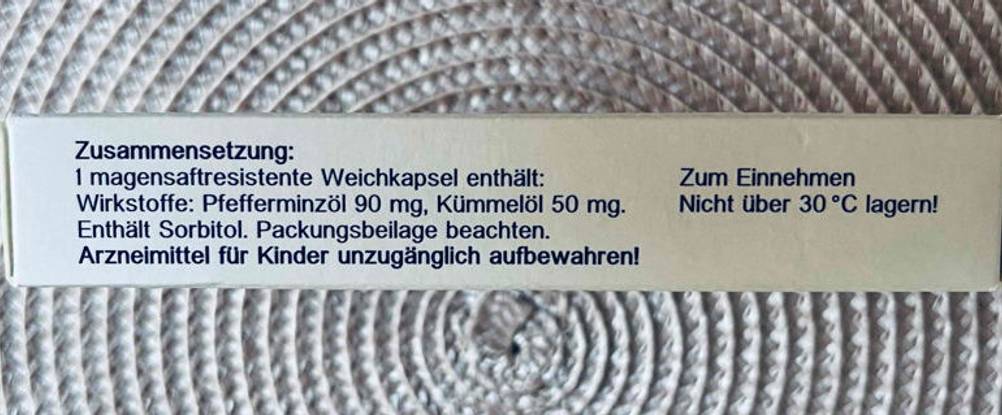 Zusammensetzung:
1 magensaftresistente Weichkapsel enthält:
Wirkstoffe: Pfefferminzöl 90 mg, Kümmelöl 50 mg.
Enthält Sorbitol. Packungsbeilage beachten.
Arzneimittel für Kinder unzugänglich aufbewahren!
Zum Einnehmen
Nicht über 30 °C lagern!